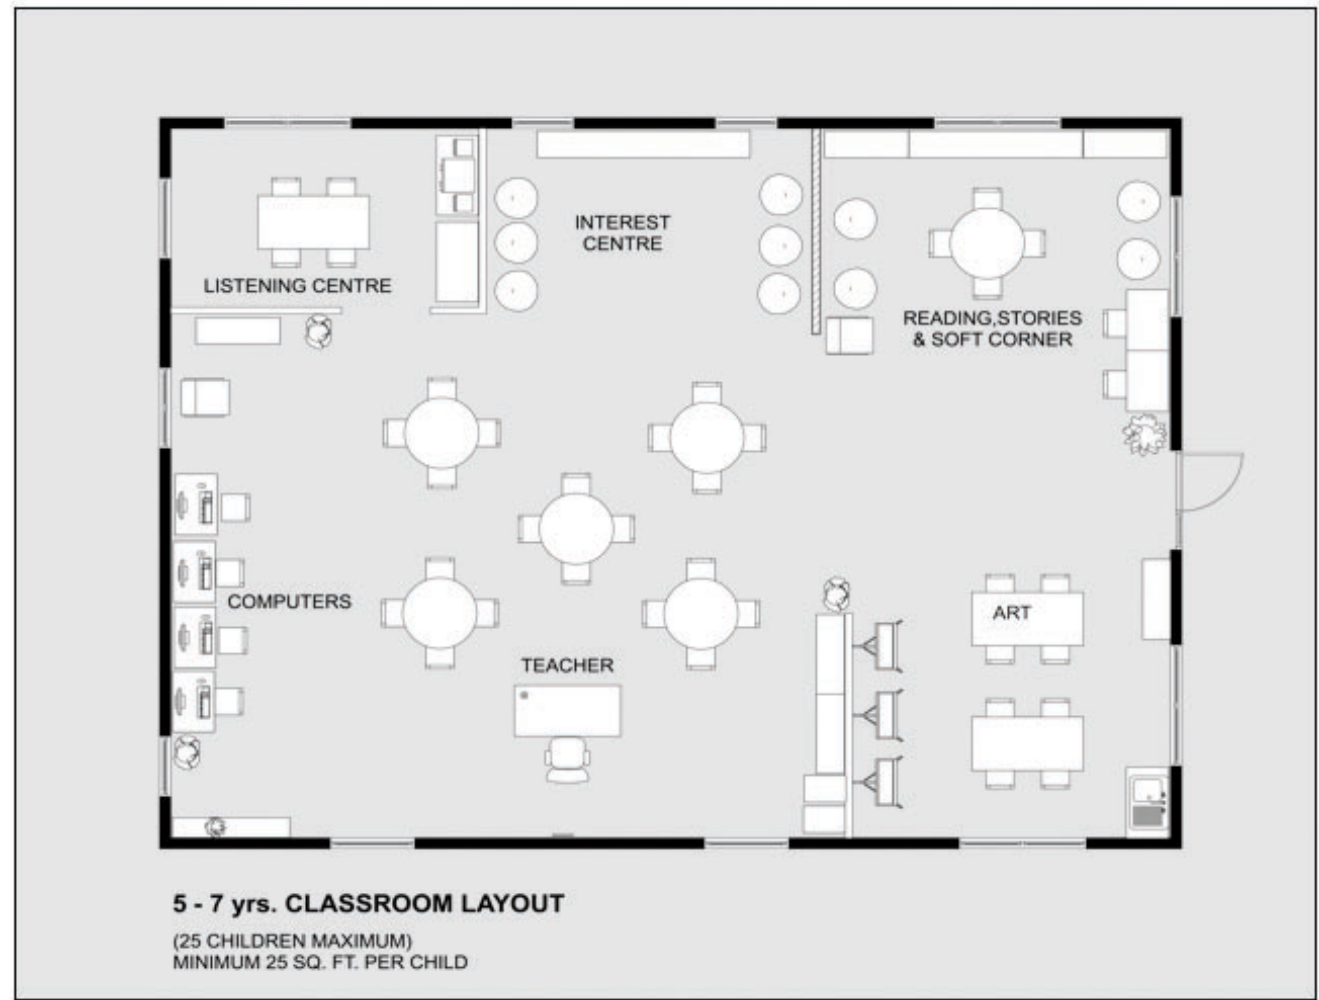 INTEREST
CENTRE
LISTENING CENTRE
READING,STORIES
& SOFT CORNER
COMPUTERS
ART
TEACHER
5 - 7 yrs. CLASSROOM LAYOUT
(25 CHILDREN MAXIMUM)
MINIMUM 25 SQ. FT. PER CHILD